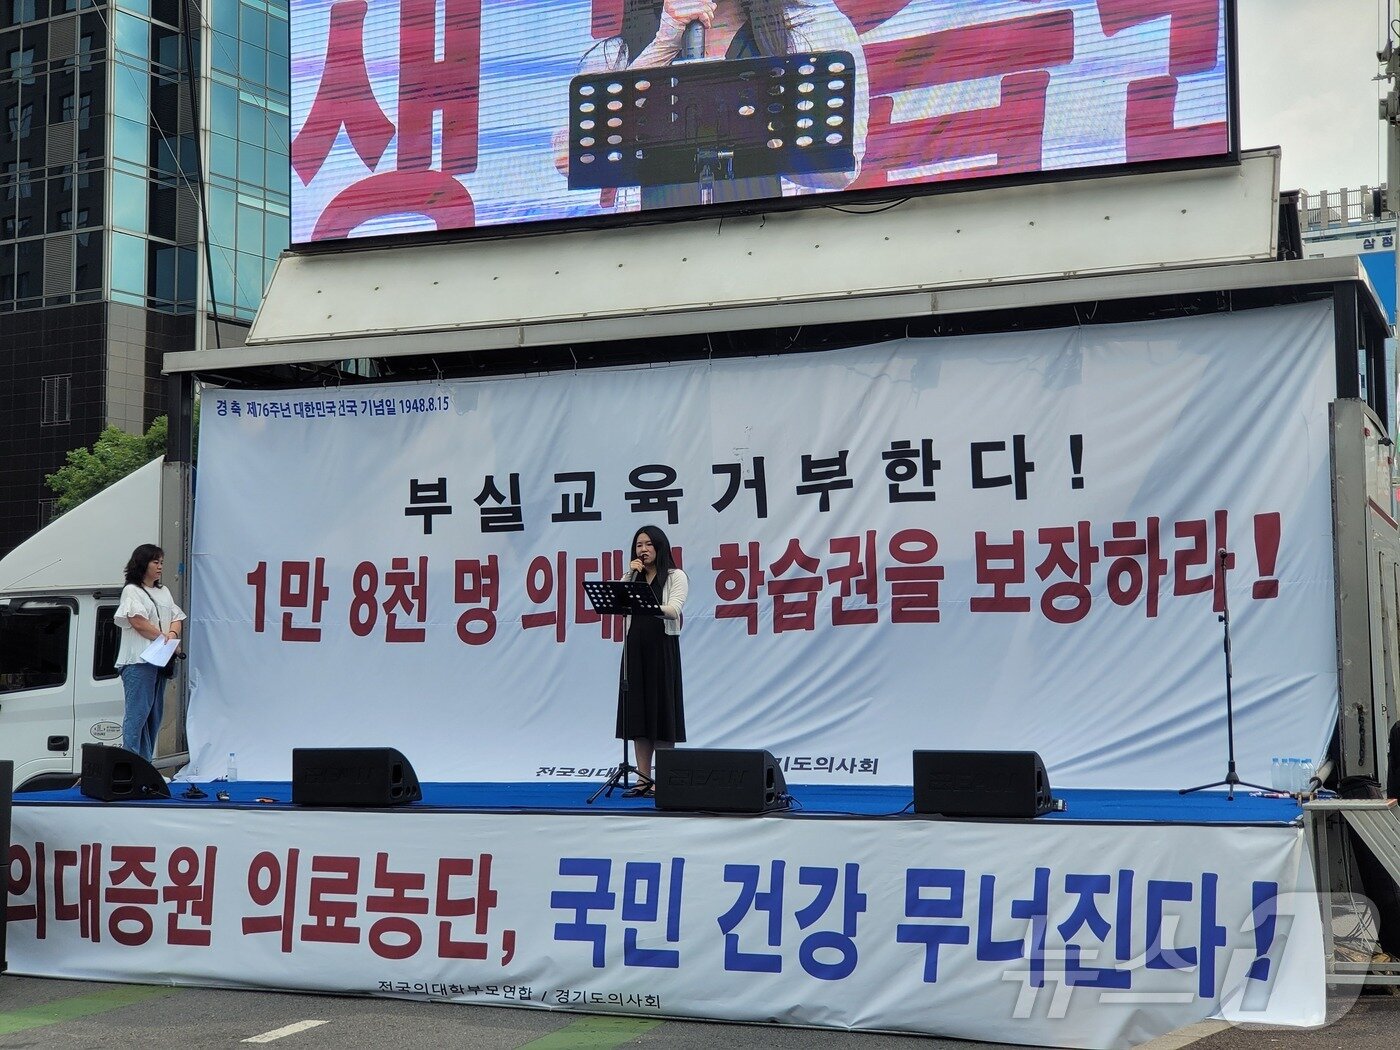 생
삼정
경축 제76주년 대한민국건국 기념일 1948.8.15
부실교육거부한다!
1만 8천 명 의대 학습권을 보장하라!
전국의대 경기도의사회
의대증원 의료농단, 국민 건강 무너진다!
전국의대학부모연합 / 경기도의사회
뉴스1